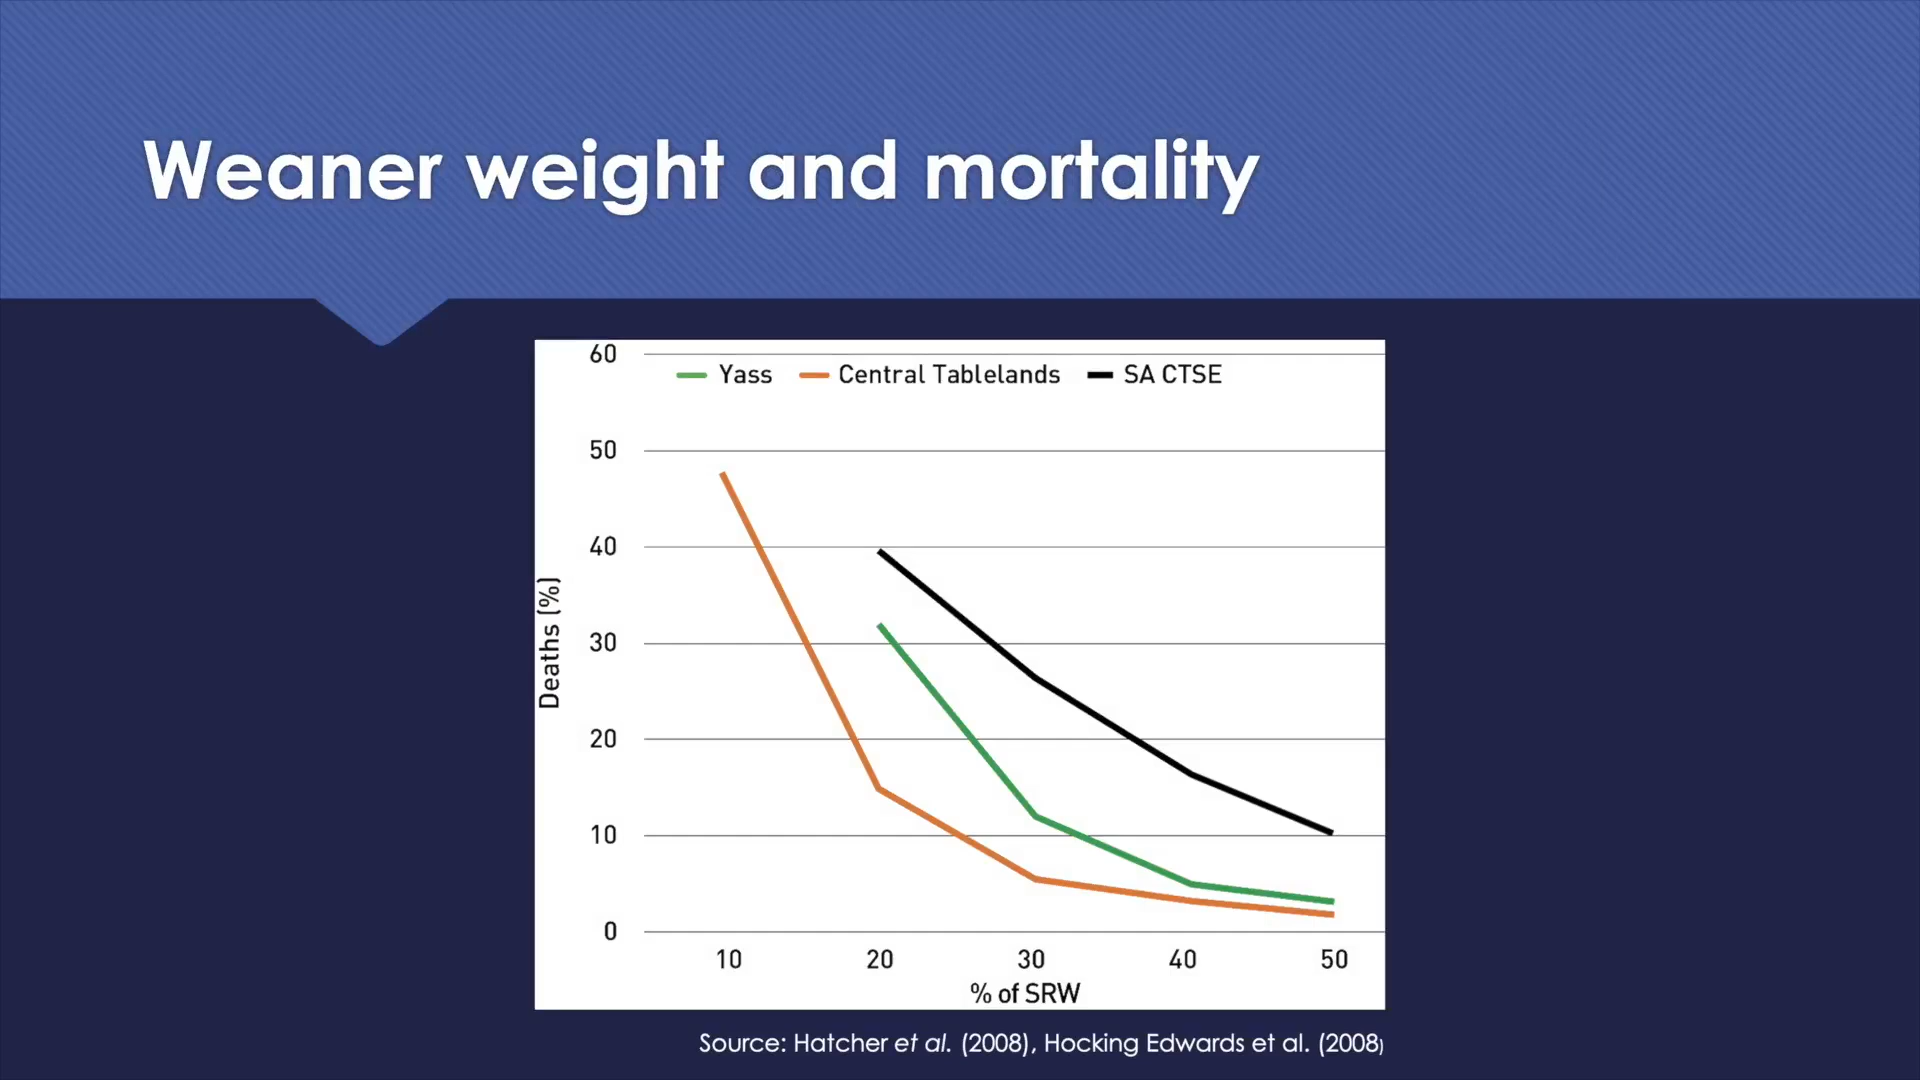 Weaner weight and mortality
60
Yass Central Tablelands SA CTSE
50
40
30
20
10
0
Deaths (%)
10 20 30 40 50
% of SRW
Source: Hatcher et al. (2008), Hocking Edwards et al. (2008)